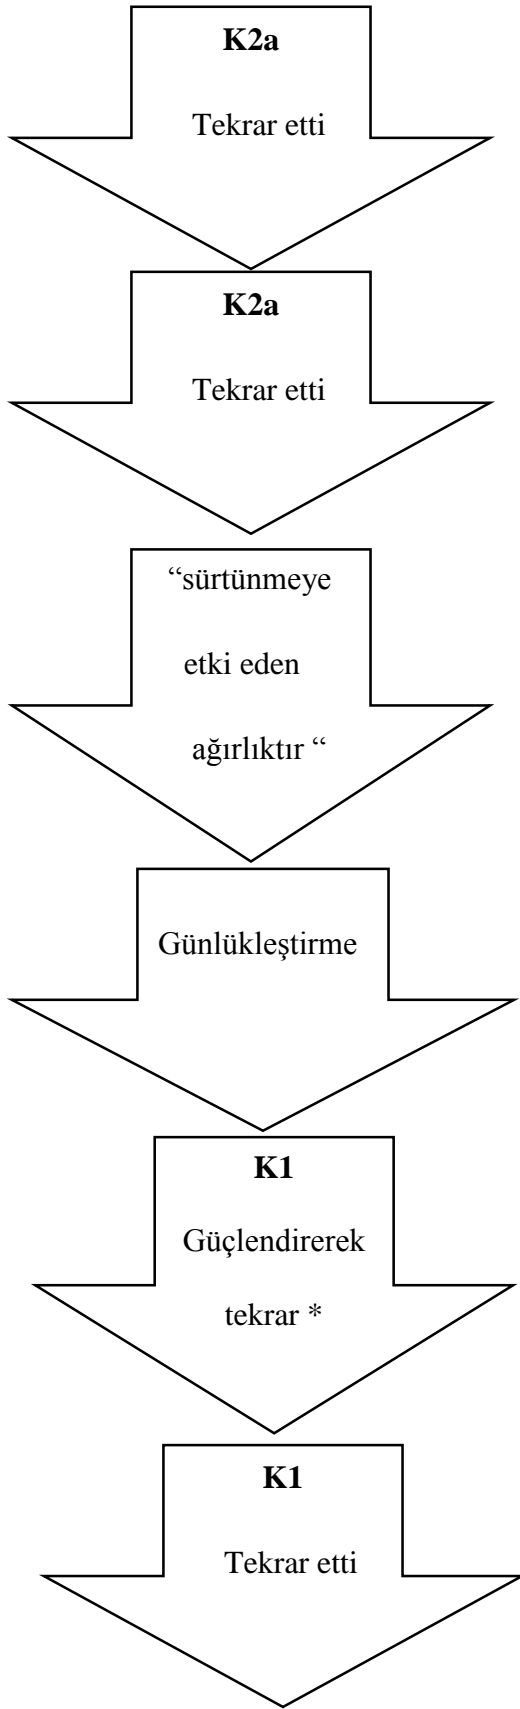 K2a
Tekrar etti
K2a
Tekrar etti
“sürtünmeye
etki eden
ağırlıktır “
Günlükleştirme
K1
Güçlendirerek
tekrar *
K1
Tekrar etti